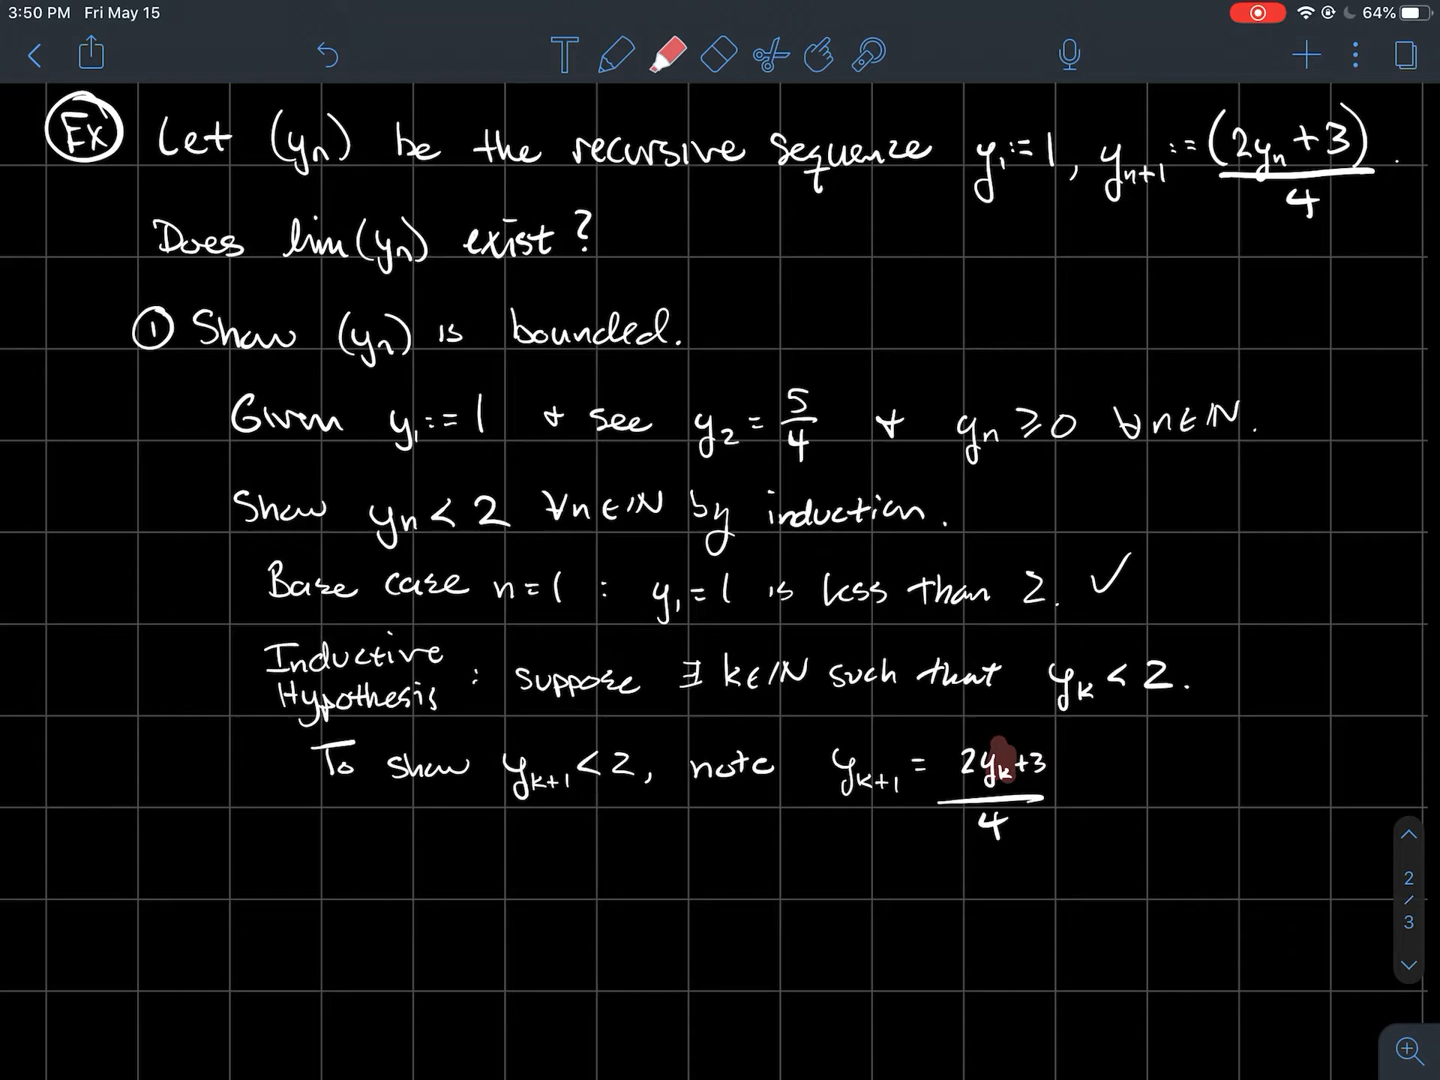 3:50 PM Fri May 15 64%
Ex Let (yₙ) be the recursive sequence y₁:=1, yₙ₊₁:=(2yₙ+3)/4.
Does lim(yₙ) exist?
① Show (yₙ) is bounded.
Given y₁:=1 & see y₂=5/4 & yₙ≥0 ∀n∈ℕ.
Show yₙ<2 ∀n∈ℕ by induction.
Base case n=1: y₁=1 is less than 2. ✓
Inductive Hypothesis: suppose ∃ k∈ℕ such that yₖ<2.
To show yₖ₊₁<2, note yₖ₊₁ = (2yₖ+3)/4
2/3